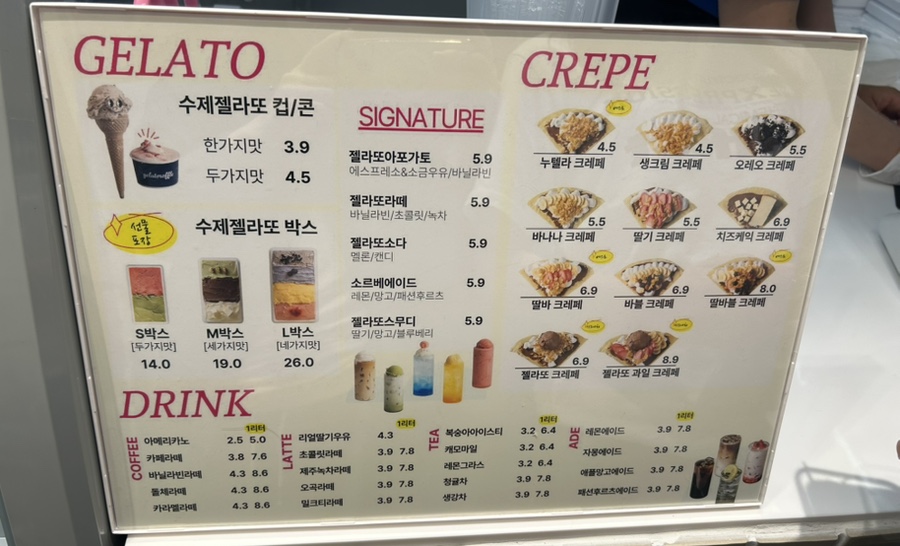 GELATO
수제젤라또 컵/콘
한가지맛 3.9
두가지맛 4.5
선물
포장
수제젤라또 박스
S박스
[두가지맛]
14.0
M박스
[세가지맛]
19.0
L박스
[네가지맛]
26.0
SIGNATURE
젤라또아포가토 5.9
에스프레소&소금우유/바닐라빈
젤라또라떼 5.9
바닐라빈/초콜릿/녹차
젤라또소다 5.9
멜론/캔디
소르베에이드 5.9
레몬/망고/패션후르츠
젤라또스무디 5.9
딸기/망고/블루베리
CREPE
4.5
누텔라 크레페
4.5
생크림 크레페
5.5
오레오 크레페
5.5
바나나 크레페
5.5
딸기 크레페
6.9
치즈케익 크레페
6.9
딸바 크레페
6.9
바불 크레페
8.0
딸바불 크레페
6.9
젤라또 크레페
8.9
젤라또 과일 크레페
DRINK
COFFEE
1리터
아메리카노 2.5 5.0
카페라떼 3.8 7.6
바닐라빈라떼 4.3 8.6
돌체라떼 4.3 8.6
카라멜라떼 4.3 8.6
LATTE
1리터
리얼딸기우유 4.3
초콜릿라떼 3.9 7.8
제주녹차라떼 3.9 7.8
오곡라떼 3.9 7.8
밀크티라떼 3.9 7.8
TEA
1리터
복숭아아이스티 3.2 6.4
캐모마일 3.2 6.4
레몬그라스 3.2 6.4
정귤차 3.9 7.8
생강차 3.9 7.8
ADE
1리터
레몬에이드 3.9 7.8
자몽에이드 3.9 7.8
애플망고에이드 3.9 7.8
패션후르츠에이드 3.9 7.8